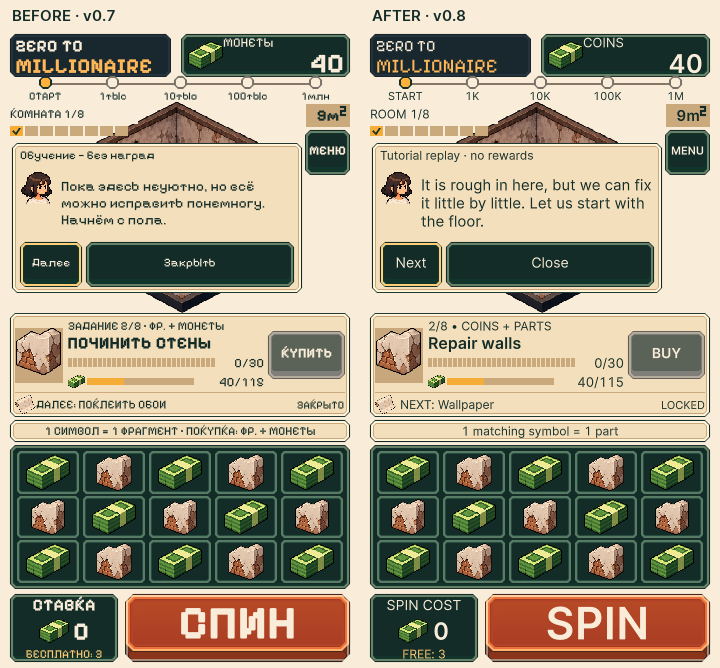 BEFORE · v0.7
ZERO TO
MILLIONAIRE
МОНЕТЫ
40
СТАРТ 1тыс 10тыс 100тыс 1млн
КОМНАТА 1/8
9м²
МЕНЮ
Обучение – без наград
Пока здесь неуютно, но всё
можно исправить понемногу.
Начнём с пола.
Далее
Закрыть
ЗАДАНИЕ 2/8 · ФР. + МОНЕТЫ
ПОЧИНИТЬ СТЕНЫ
0/30
КУПИТЬ
40/115
ДАЛЕЕ: ПОКЛЕИТЬ ОБОИ
ЗАКРЫТО
1 СИМВОЛ = 1 ФРАГМЕНТ · ПОКУПКА: ФР. + МОНЕТЫ
СТАВКА
0
БЕСПЛАТНО: 3
СПИН
AFTER · v0.8
ZERO TO
MILLIONAIRE
COINS
40
START 1K 10K 100K 1M
ROOM 1/8
9m²
MENU
Tutorial replay · no rewards
It is rough in here, but we can fix
it little by little. Let us start with
the floor.
Next
Close
2/8 • COINS + PARTS
Repair walls
0/30
BUY
40/115
NEXT: Wallpaper
LOCKED
1 matching symbol = 1 part
SPIN COST
0
FREE: 3
SPIN